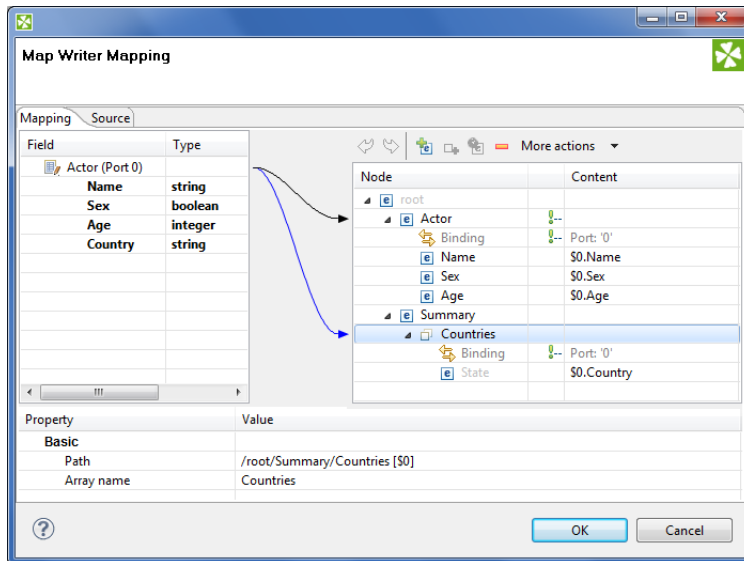 Map Writer Mapping
Mapping Source
Field Type
Actor (Port 0)
Name string
Sex boolean
Age integer
Country string
More actions
Node Content
root
Actor
Binding Port: '0'
Name $0.Name
Sex $0.Sex
Age $0.Age
Summary
Countries
Binding Port: '0'
State $0.Country
Property Value
Basic
Path /root/Summary/Countries [$0]
Array name Countries
OK Cancel